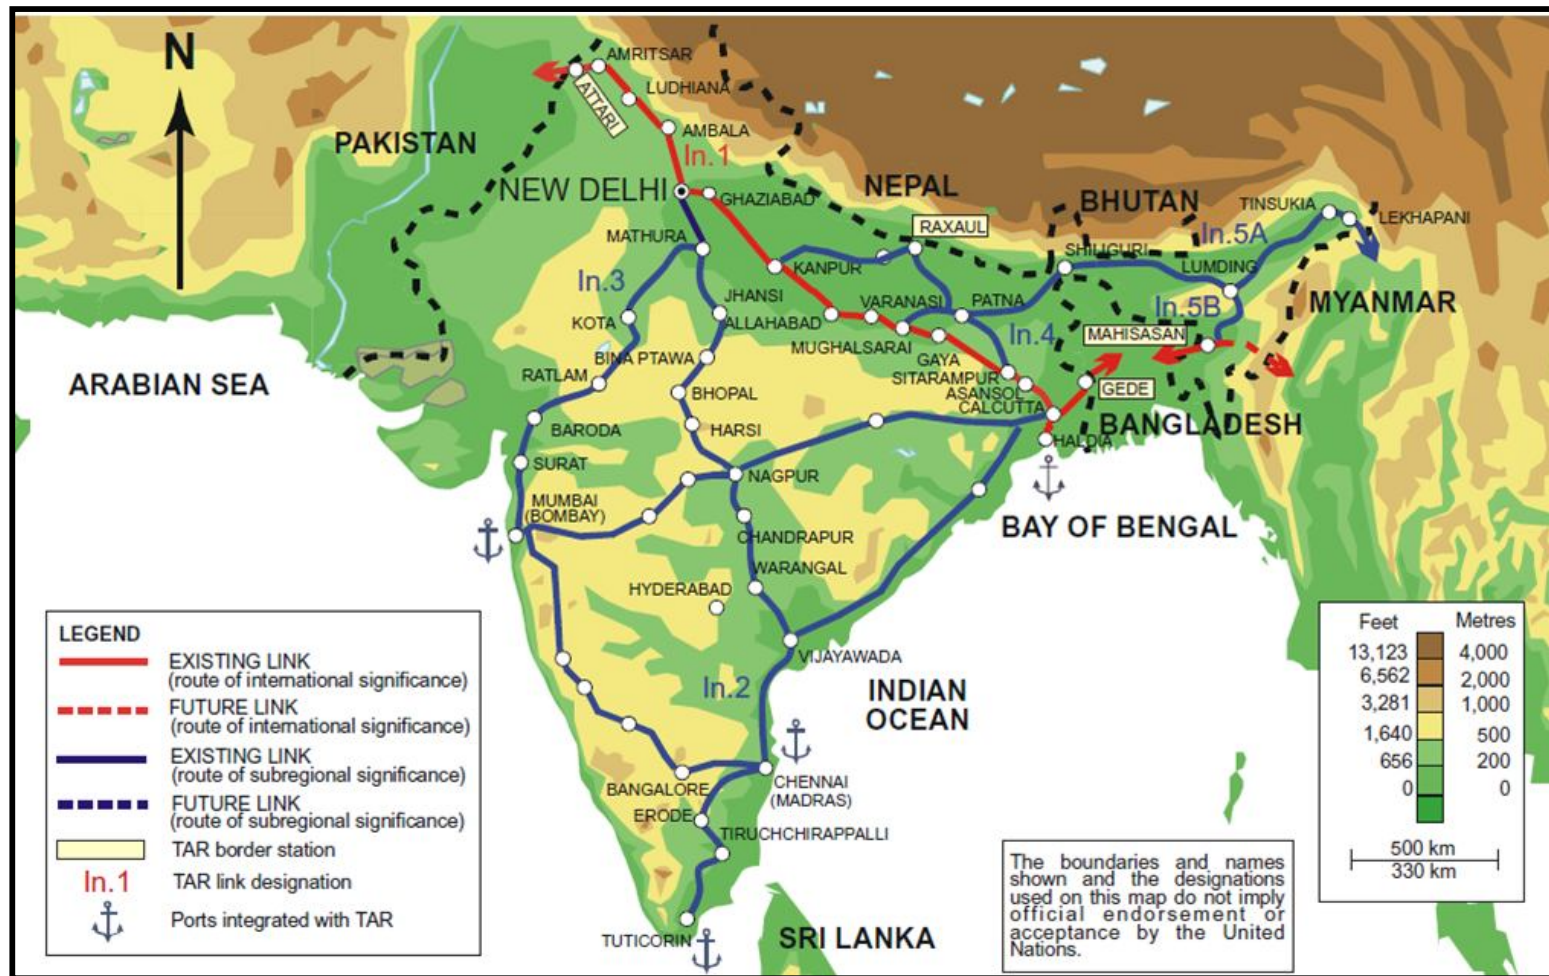 N
AMRITSAR
LUDHIANA
ATTARI
AMBALA
PAKISTAN
In.1
NEW DELHI
GHAZIABAD
NEPAL
BHUTAN
TINSUKIA
LEKHAPANI
RAXAUL
In.5A
MATHURA
SHILIGURI
LUMDING
KANPUR
In.3
MYANMAR
In.5B
JHANSI
VARANASI
PATNA
KOTA
ALLAHABAD
In.4
MAHISASAN
MUGHALSARAI
BINA PTAWA
GAYA
ARABIAN SEA
RATLAM
SITARAMPUR
BHOPAL
ASANSOL
GEDE
CALCUTTA
BARODA
HARSI
BANGLADESH
HALDIA
SURAT
NAGPUR
MUMBAI
(BOMBAY)
BAY OF BENGAL
CHANDRAPUR
WARANGAL
HYDERABAD
VIJAYAWADA
In.2
INDIAN
OCEAN
CHENNAI
(MADRAS)
BANGALORE
ERODE
TIRUCHCHIRAPPALLI
TUTICORIN
SRI LANKA
LEGEND
EXISTING LINK
(route of international significance)
FUTURE LINK
(route of international significance)
EXISTING LINK
(route of subregional significance)
FUTURE LINK
(route of subregional significance)
TAR border station
In.1 TAR link designation
Ports integrated with TAR
Feet Metres
13,123 4,000
6,562 2,000
3,281 1,000
1,640 500
656 200
0 0
500 km
330 km
The boundaries and names
shown and the designations
used on this map do not imply
official endorsement or
acceptance by the United
Nations.